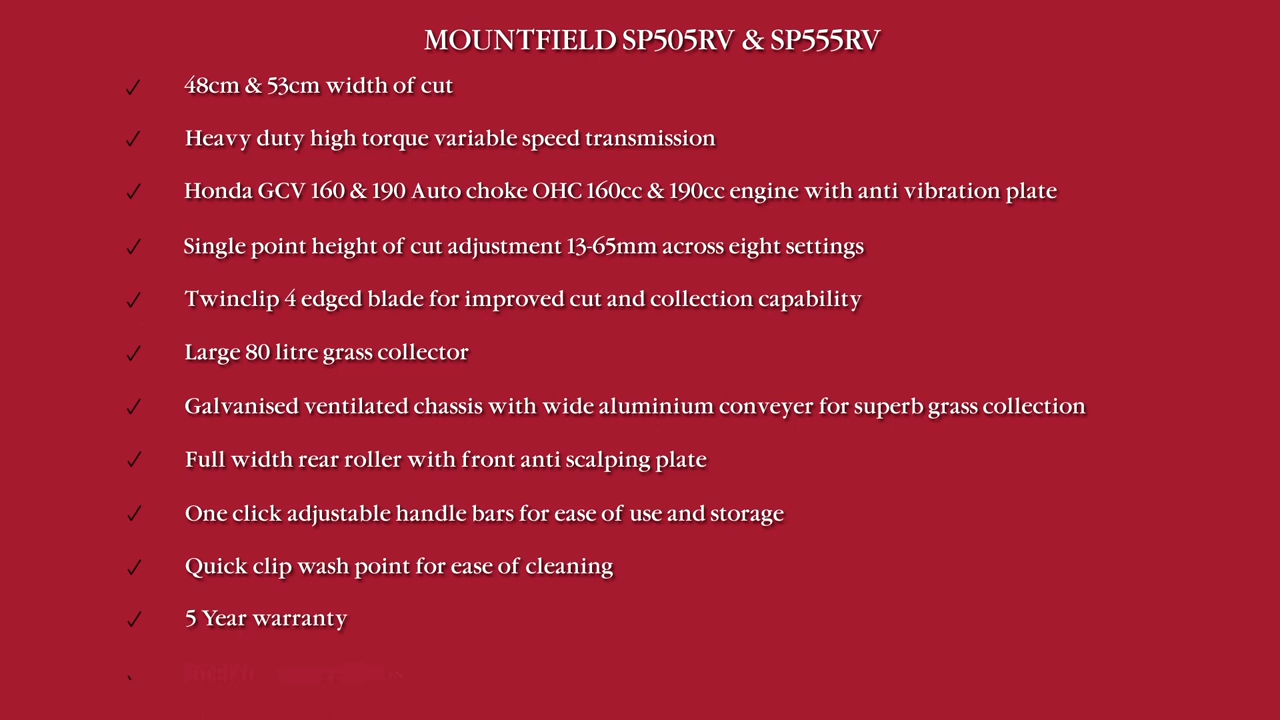 MOUNTFIELD SP505RV & SP555RV
✓ 48cm & 53cm width of cut
✓ Heavy duty high torque variable speed transmission
✓ Honda GCV 160 & 190 Auto choke OHC 160cc & 190cc engine with anti vibration plate
✓ Single point height of cut adjustment 13-65mm across eight settings
✓ Twinclip 4 edged blade for improved cut and collection capability
✓ Large 80 litre grass collector
✓ Galvanised ventilated chassis with wide aluminium conveyer for superb grass collection
✓ Full width rear roller with front anti scalping plate
✓ One click adjustable handle bars for ease of use and storage
✓ Quick clip wash point for ease of cleaning
✓ 5 Year warranty